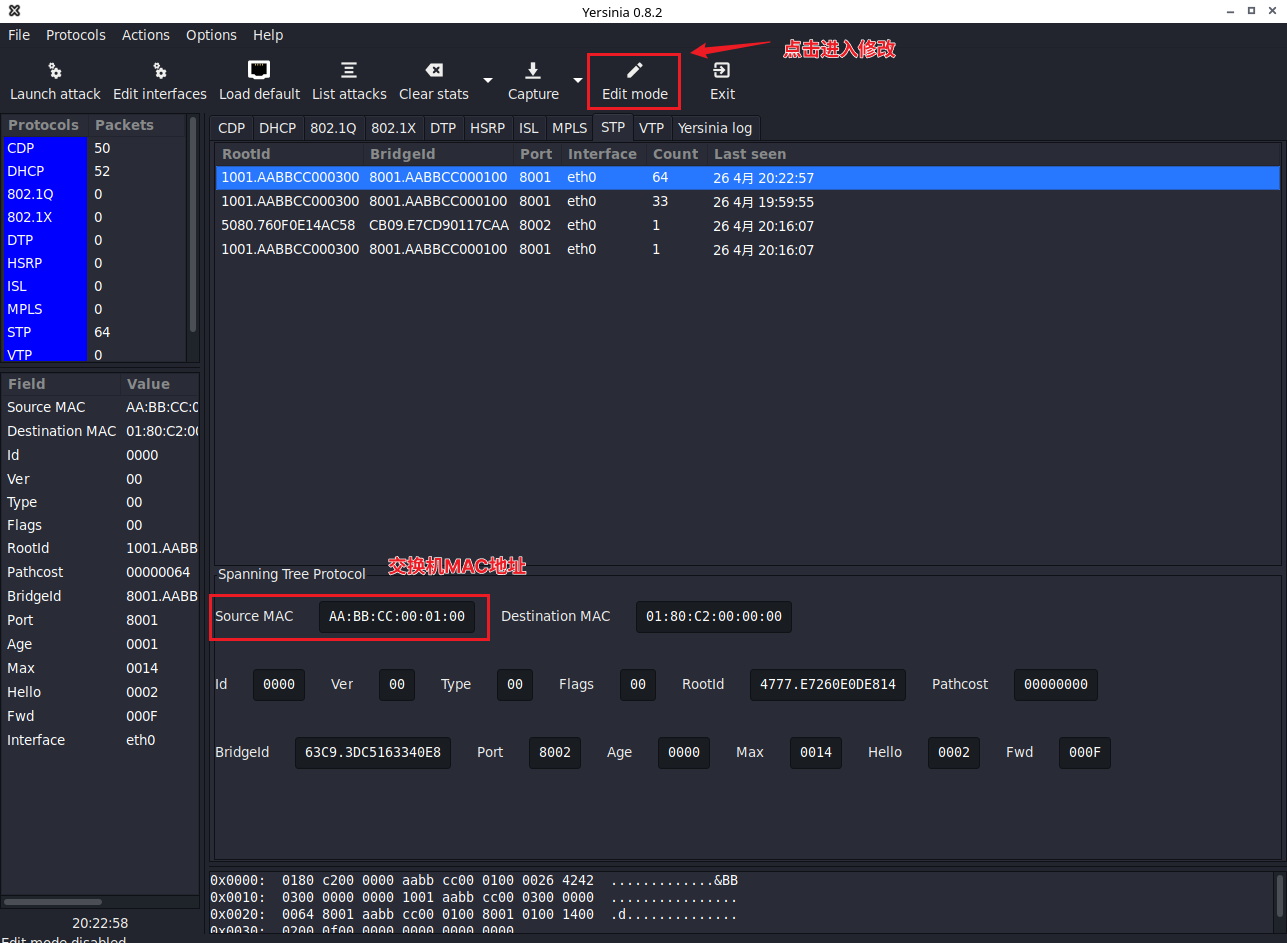 Yersinia 0.8.2
File Protocols Actions Options Help
点击进入修改
Launch attack Edit interfaces Load default List attacks Clear stats Capture Edit mode Exit
Protocols Packets
CDP 50
DHCP 52
802.1Q 0
802.1X 0
DTP 0
HSRP 0
ISL 0
MPLS 0
STP 64
VTP 0
CDP DHCP 802.1Q 802.1X DTP HSRP ISL MPLS STP VTP Yersinia log
RootId BridgeId Port Interface Count Last seen
1001.AABBCC000300 8001.AABBCC000100 8001 eth0 64 26 4月 20:22:57
1001.AABBCC000300 8001.AABBCC000100 8001 eth0 33 26 4月 19:59:55
5080.760F0E14AC58 CB09.E7CD90117CAA 8002 eth0 1 26 4月 20:16:07
1001.AABBCC000300 8001.AABBCC000100 8001 eth0 1 26 4月 20:16:07
Field Value
Source MAC AA:BB:CC:0
Destination MAC 01:80:C2:00
Id 0000
Ver 00
Type 00
Flags 00
RootId 1001.AABB
Pathcost 00000064
BridgeId 8001.AABB
Port 8001
Age 0001
Max 0014
Hello 0002
Fwd 000F
Interface eth0
交换机MAC地址
Spanning Tree Protocol
Source MAC AA:BB:CC:00:01:00 Destination MAC 01:80:C2:00:00:00
Id 0000 Ver 00 Type 00 Flags 00 RootId 4777.E7260E0DE814 Pathcost 00000000
BridgeId 63C9.3DC5163340E8 Port 8002 Age 0000 Max 0014 Hello 0002 Fwd 000F
0x0000: 0180 c200 0000 aabb cc00 0100 0026 4242 .............&BB
0x0010: 0300 0000 0000 1001 aabb cc00 0300 0000 ................
0x0020: 0064 8001 aabb cc00 0100 8001 0100 1400 .d..............
0x0030: 0200 0f00 0000 0000 0000 0000
20:22:58
Edit mode disabled